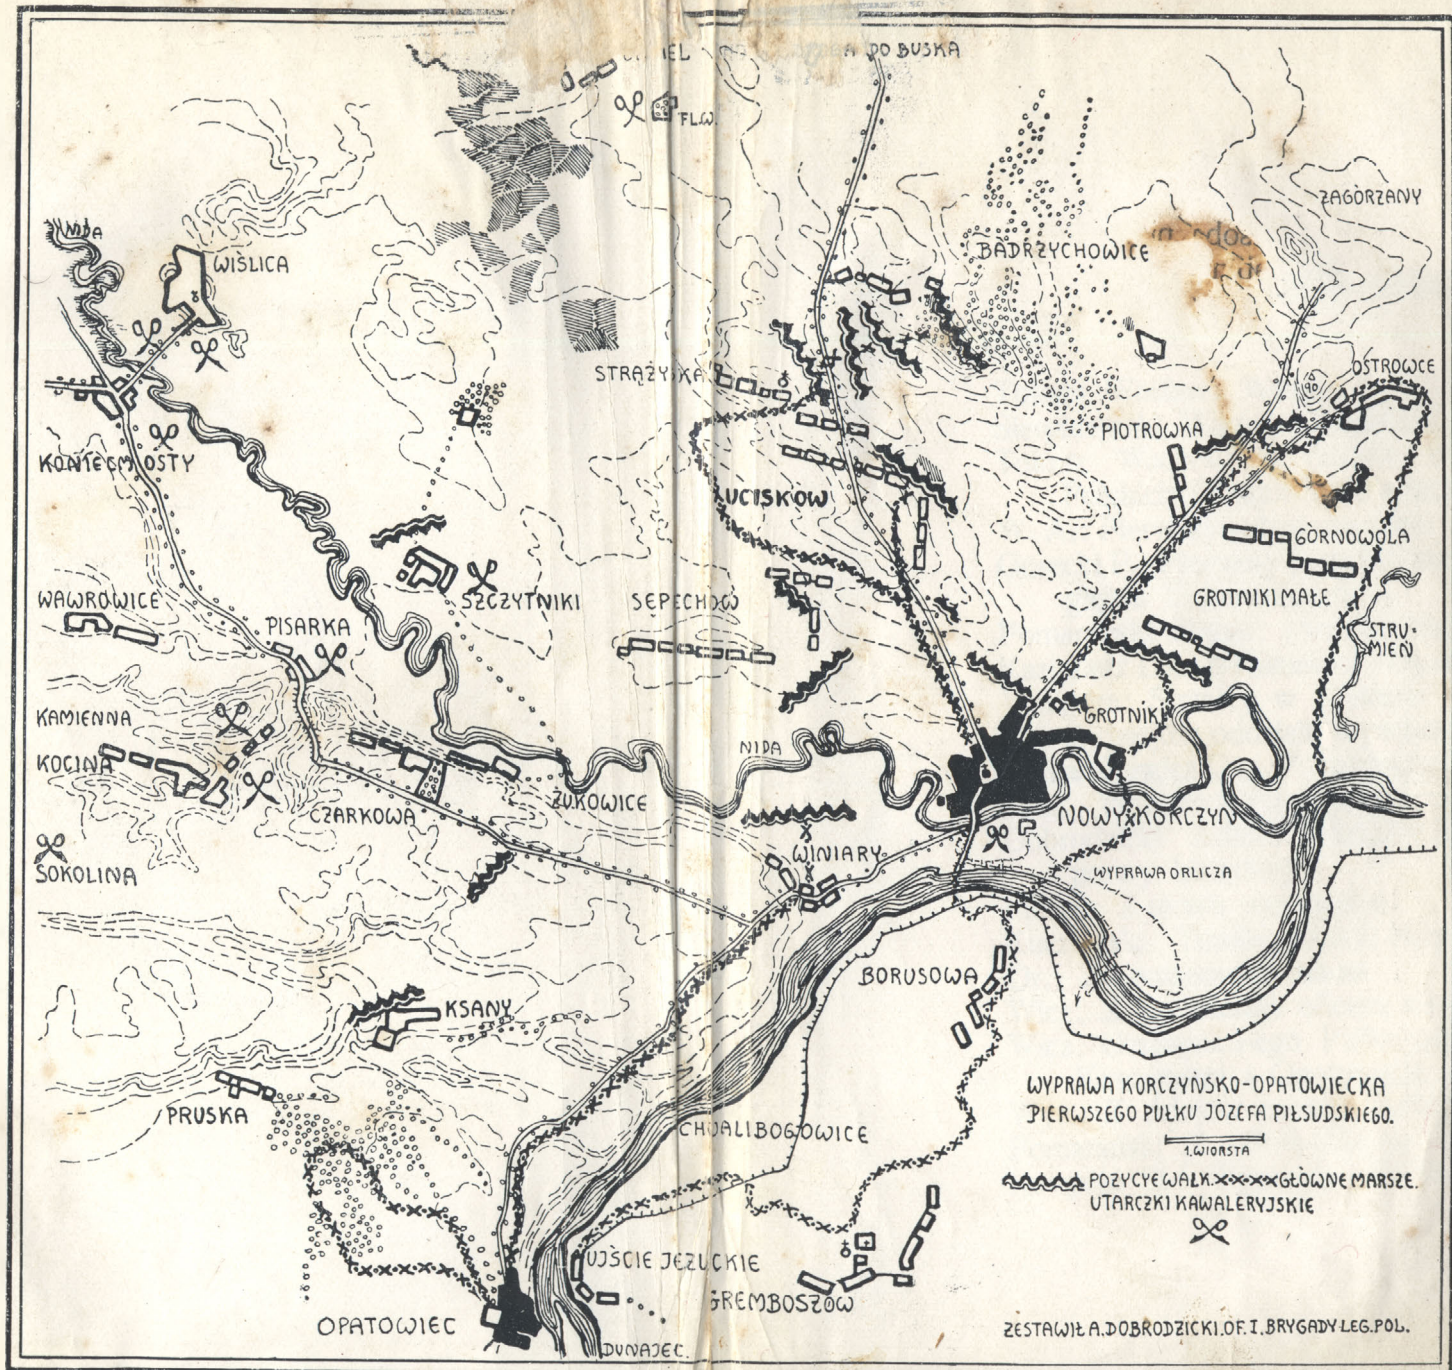 A DO BUSKA
FLW.
ZAGÓRZANY
BADRZYCHOWICE
NIDA
WIŚLICA
OSTROWCE
STRĄŻYSKA
PIOTRÓWKA
KONIECMOSTY
UCISKÓW
GÓRNOWOLA
WAWROWICE
SZCZYTNIKI
SEPECHÓW
GROTNIKI MAŁE
PISARKA
STRU-
MIEŃ
KAMIENNA
GROTNIKI
NIDA
KOCINA
ŻUKOWICE
CZARKOWA
NOWY KORCZYN
WINIARY
SOKOLINA
WYPRAWA ORLICZA
BORUSOWA
KSANY
WYPRAWA KORCZYŃSKO-OPATOWIECKA
PIERWSZEGO PUŁKU JÓZEFA PIŁSUDSKIEGO.
1. WIORSTA
PRUSKA
CHWALIBOGOWICE
POZYCYE WALK. GŁÓWNE MARSZE.
UTARCZKI KAWALERYJSKIE
UJŚCIE JEZUCKIE
GREMBOSZÓW
OPATOWIEC
ZESTAWIŁ A. DOBRODZICKI. OF. I. BRYGADY LEG. POL.
DUNAJEC.